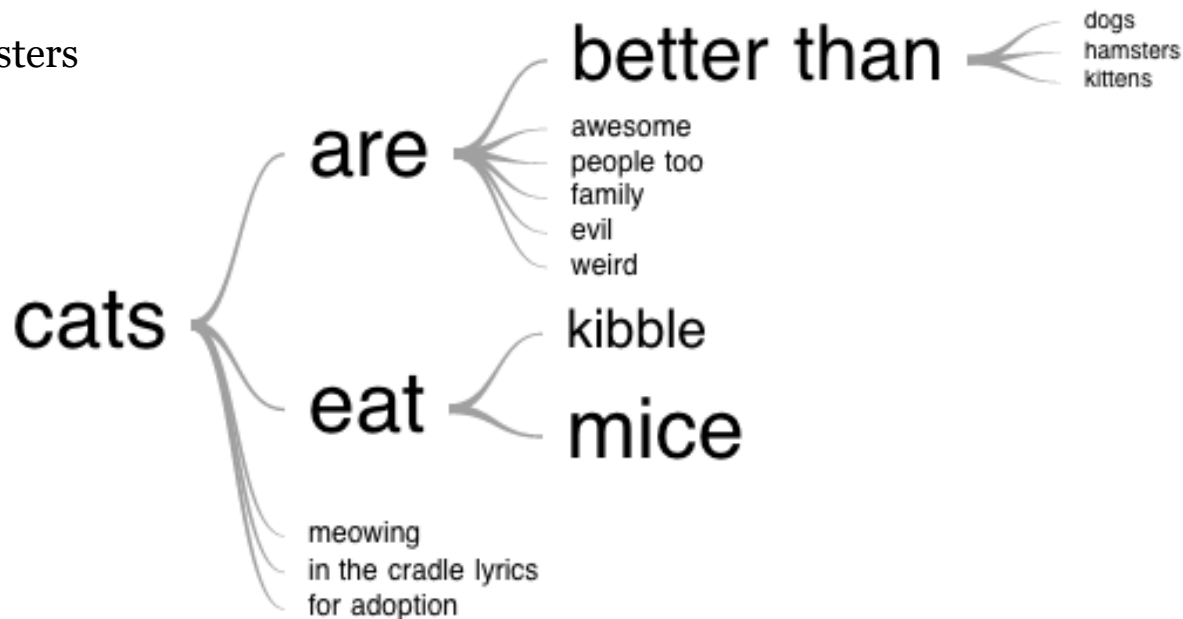 sters
cats
are
better than
dogs
hamsters
kittens
awesome
people too
family
evil
weird
eat
kibble
mice
meowing
in the cradle lyrics
for adoption